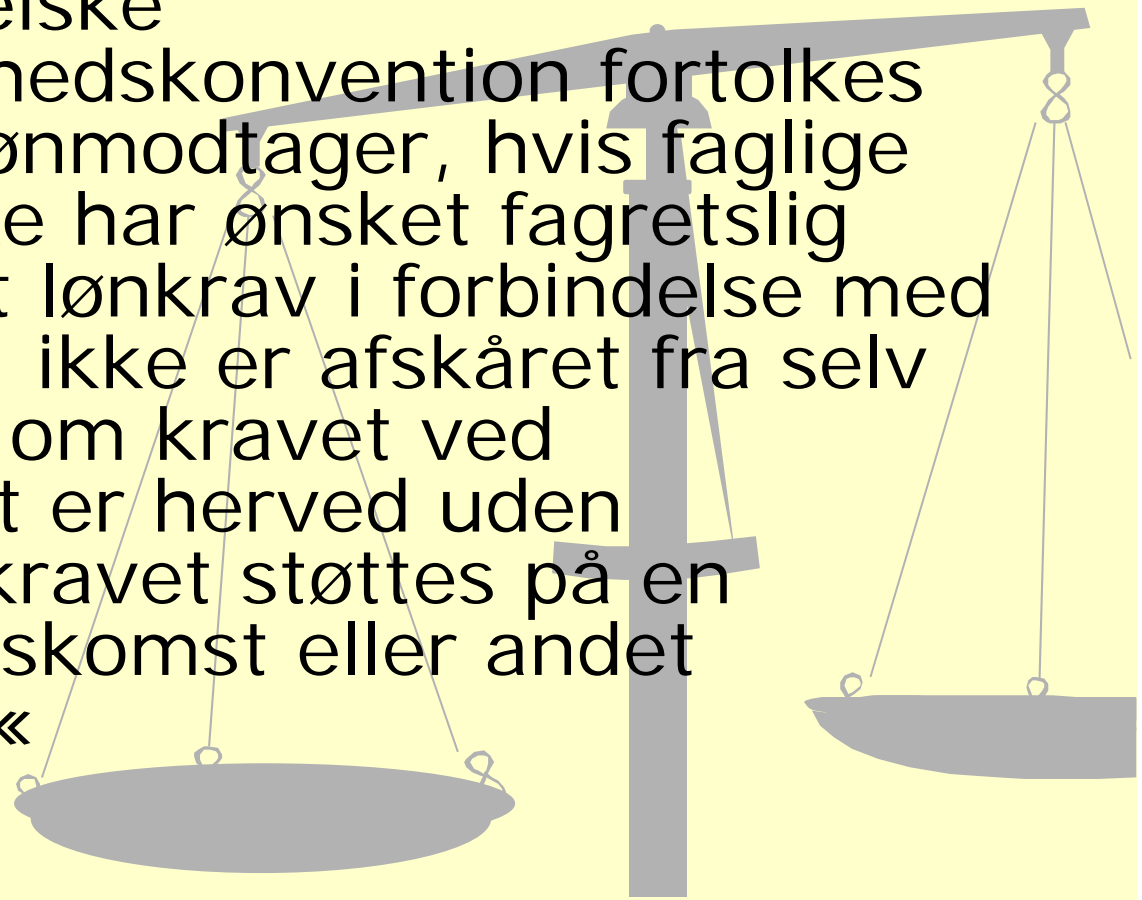 elske
nedskonvention fortolkes
ønmodtager, hvis faglige
e har ønsket fagretslig
t lønkrav i forbindelse med
ikke er afskåret fra selv
om kravet ved
t er herved uden
kravet støttes på en
skomst eller andet
«